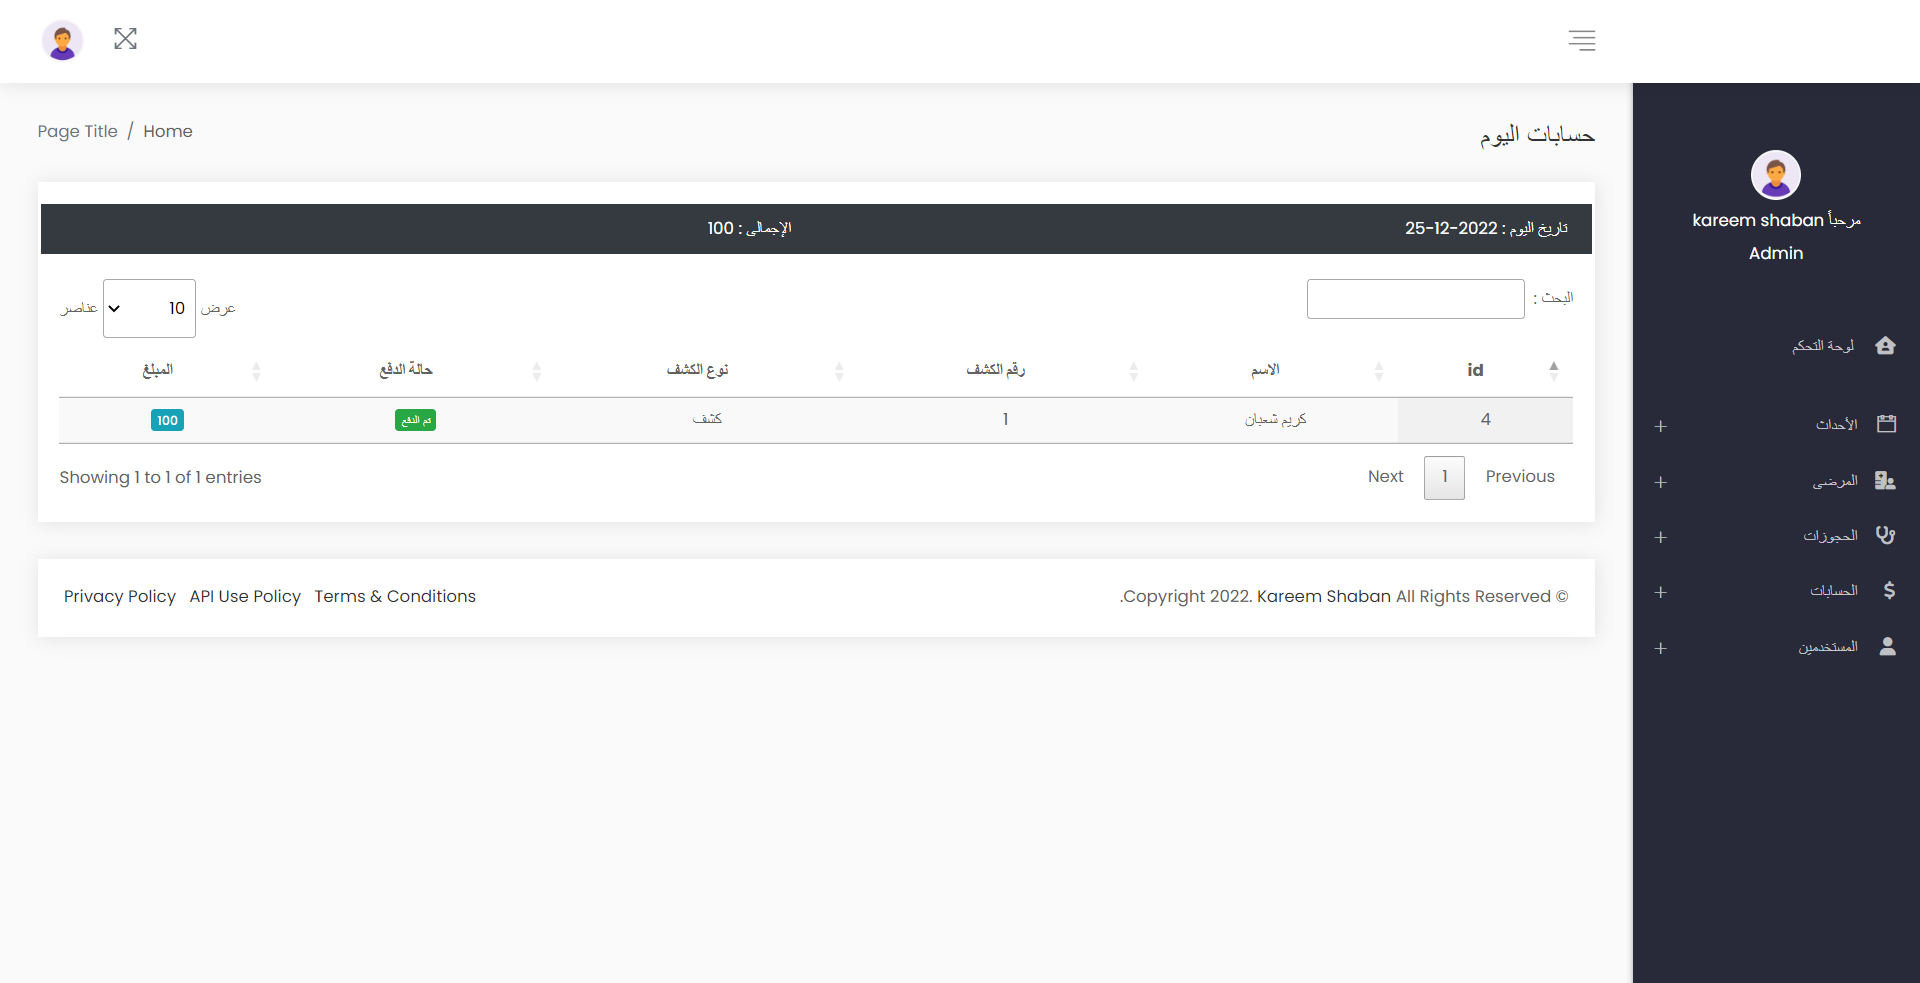 حسابات اليوم
Page Title / Home
مرحباً kareem shaban
Admin
لوحة التحكم
الأحداث
المرضى
الحجوزات
الحسابات
المستخدمين
تاريخ اليوم : 2022-12-25
الإجمالى : 100
البحث :
عرض 10 عناصر
id الاسم رقم الكشف نوع الكشف حالة الدفع المبلغ
4 كريم شعبان 1 كشف تم الدفع 100
Showing 1 to 1 of 1 entries
Previous 1 Next
.Copyright 2022. Kareem Shaban All Rights Reserved ©
Privacy Policy API Use Policy Terms & Conditions